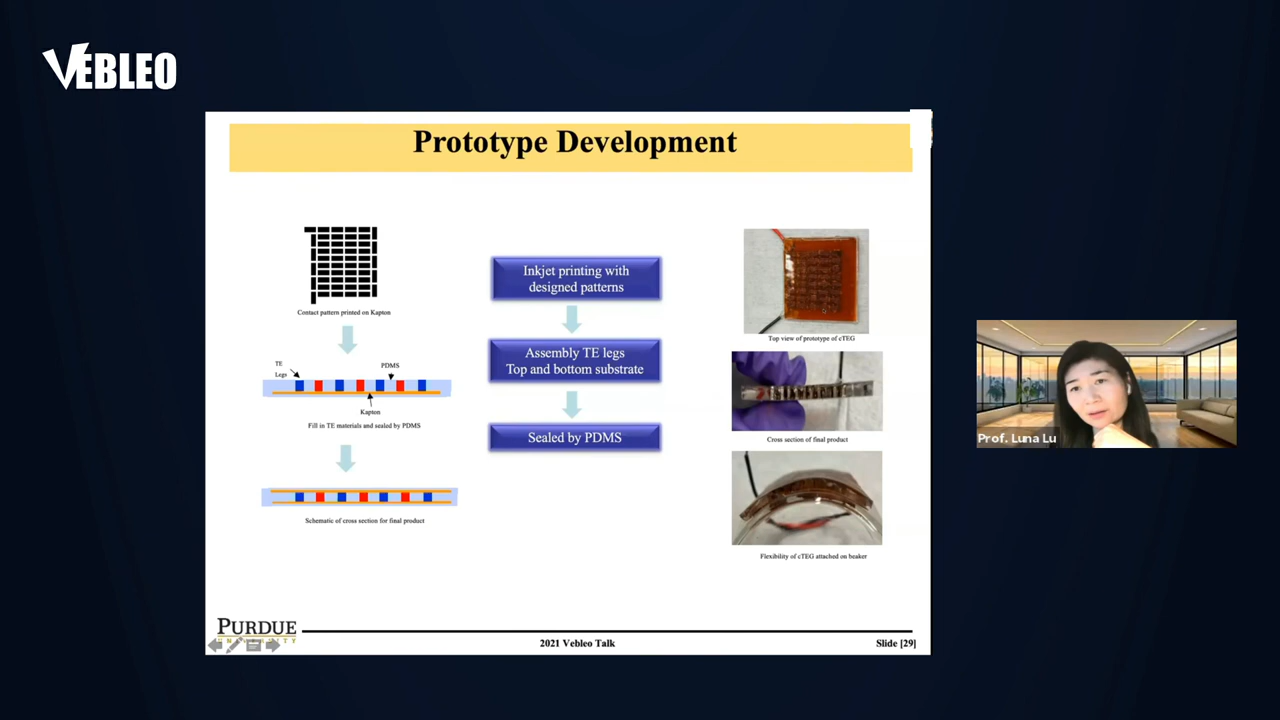 VEBLEO
Prototype Development
Contact pattern printed on Kapton
TE
Legs
PDMS
Kapton
Fill in TE materials and sealed by PDMS
Schematic of cross section for final product
Inkjet printing with
designed patterns
Assembly TE legs
Top and bottom substrate
Sealed by PDMS
Top view of prototype of cTEG
Cross section of final product
Flexibility of cTEG attached on beaker
PURDUE
2021 Vebleo Talk
Slide [29]
Prof. Luna Lu